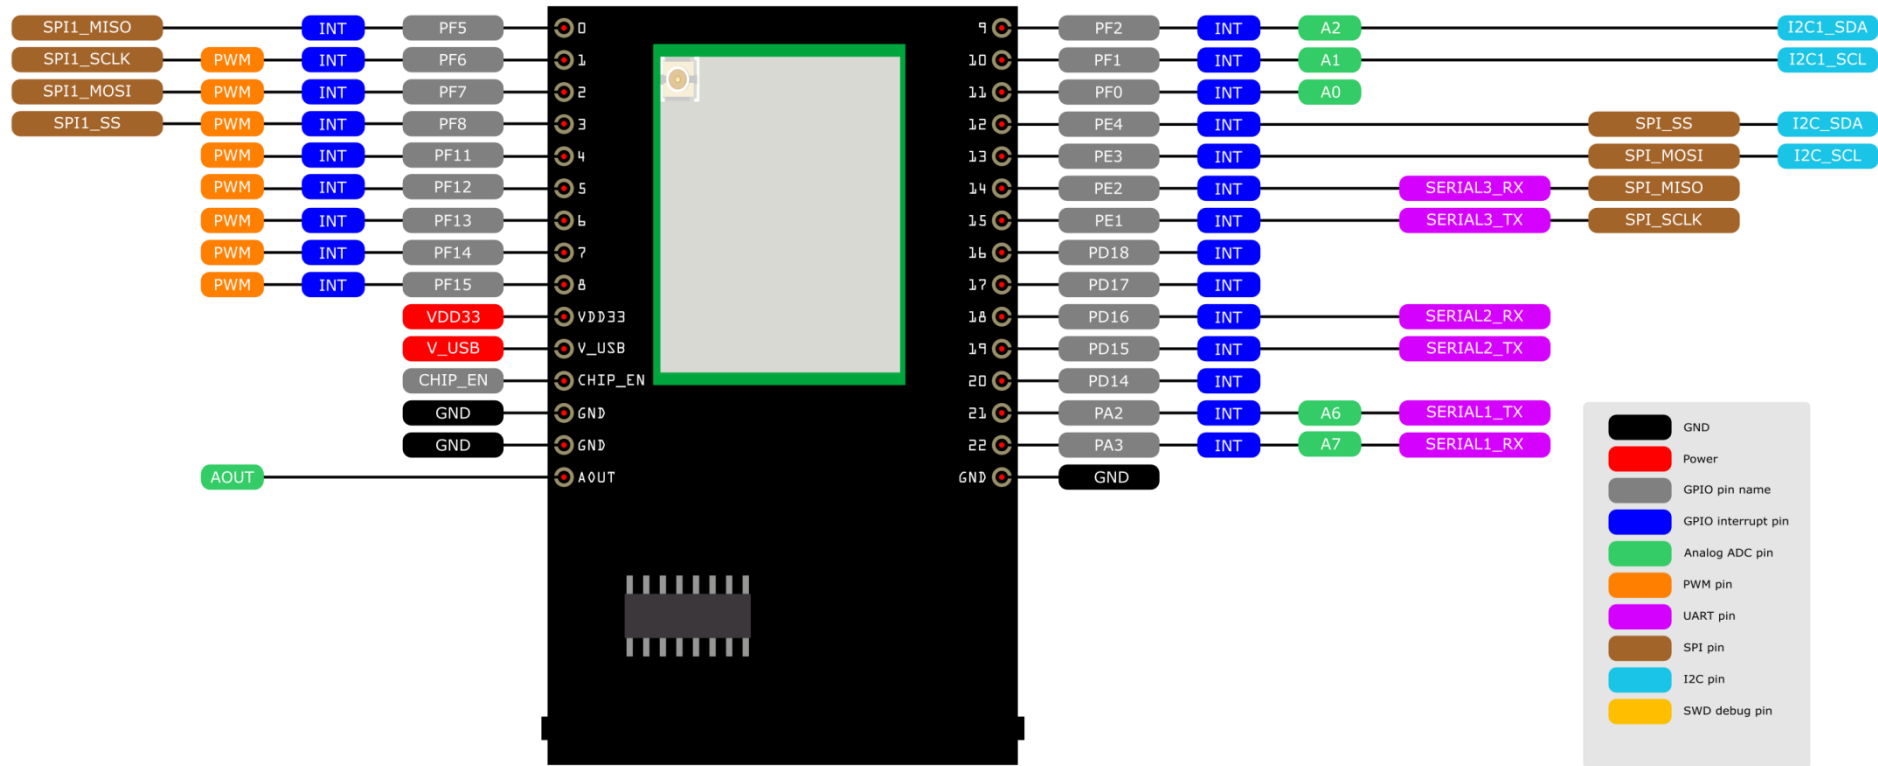 SPI1_MISO INT PF5 0 9 PF2 INT A2 I2C1_SDA
SPI1_SCLK PWM INT PF6 1 10 PF1 INT A1 I2C1_SCL
SPI1_MOSI PWM INT PF7 2 11 PF0 INT A0
SPI1_SS PWM INT PF8 3 12 PE4 INT SPI_SS I2C_SDA
PWM INT PF11 4 13 PE3 INT SPI_MOSI I2C_SCL
PWM INT PF12 5 14 PE2 INT SERIAL3_RX SPI_MISO
PWM INT PF13 6 15 PE1 INT SERIAL3_TX SPI_SCLK
PWM INT PF14 7 16 PD18 INT
PWM INT PF15 8 17 PD17 INT
VDD33 VDD33 18 PD16 INT SERIAL2_RX
V_USB V_USB 19 PD15 INT SERIAL2_TX
CHIP_EN CHIP_EN 20 PD14 INT
GND GND 21 PA2 INT A6 SERIAL1_TX
GND GND 22 PA3 INT A7 SERIAL1_RX
AOUT AOUT GND GND
GND
Power
GPIO pin name
GPIO interrupt pin
Analog ADC pin
PWM pin
UART pin
SPI pin
I2C pin
SWD debug pin